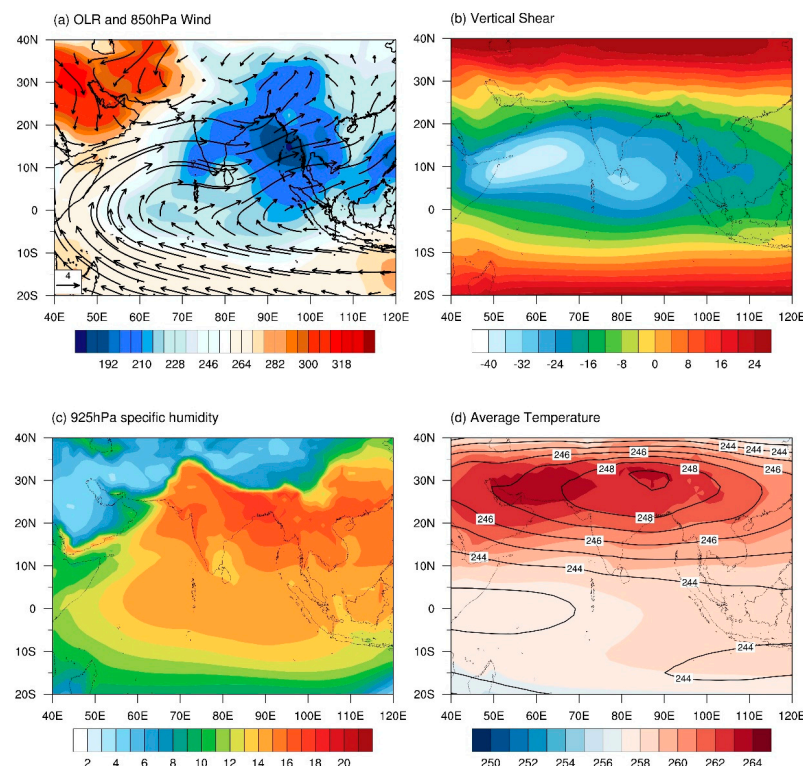 (a) OLR and 850hPa Wind
40N
30N
20N
10N
0
10S
20S
4
40E 50E 60E 70E 80E 90E 100E 110E 120E
192 210 228 246 264 282 300 318
(b) Vertical Shear
40N
30N
20N
10N
0
10S
20S
40E 50E 60E 70E 80E 90E 100E 110E 120E
-40 -32 -24 -16 -8 0 8 16 24
(c) 925hPa specific humidity
40N
30N
20N
10N
0
10S
20S
40E 50E 60E 70E 80E 90E 100E 110E 120E
2 4 6 8 10 12 14 16 18 20
(d) Average Temperature
40N
30N
20N
10N
0
10S
20S
246 244 244
248 248 246
246 248
246 246
244
244
244
244
40E 50E 60E 70E 80E 90E 100E 110E 120E
250 252 254 256 258 260 262 264